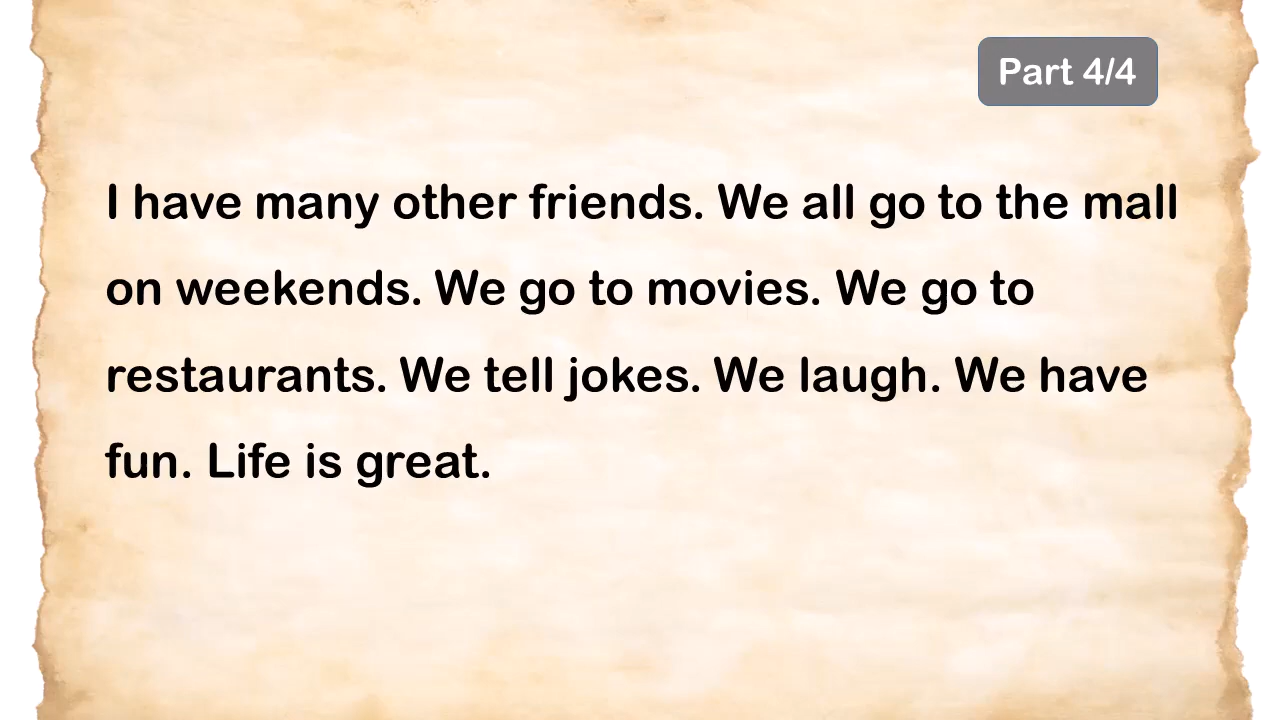 Part 4/4
I have many other friends. We all go to the mall
on weekends. We go to movies. We go to
restaurants. We tell jokes. We laugh. We have
fun. Life is great.